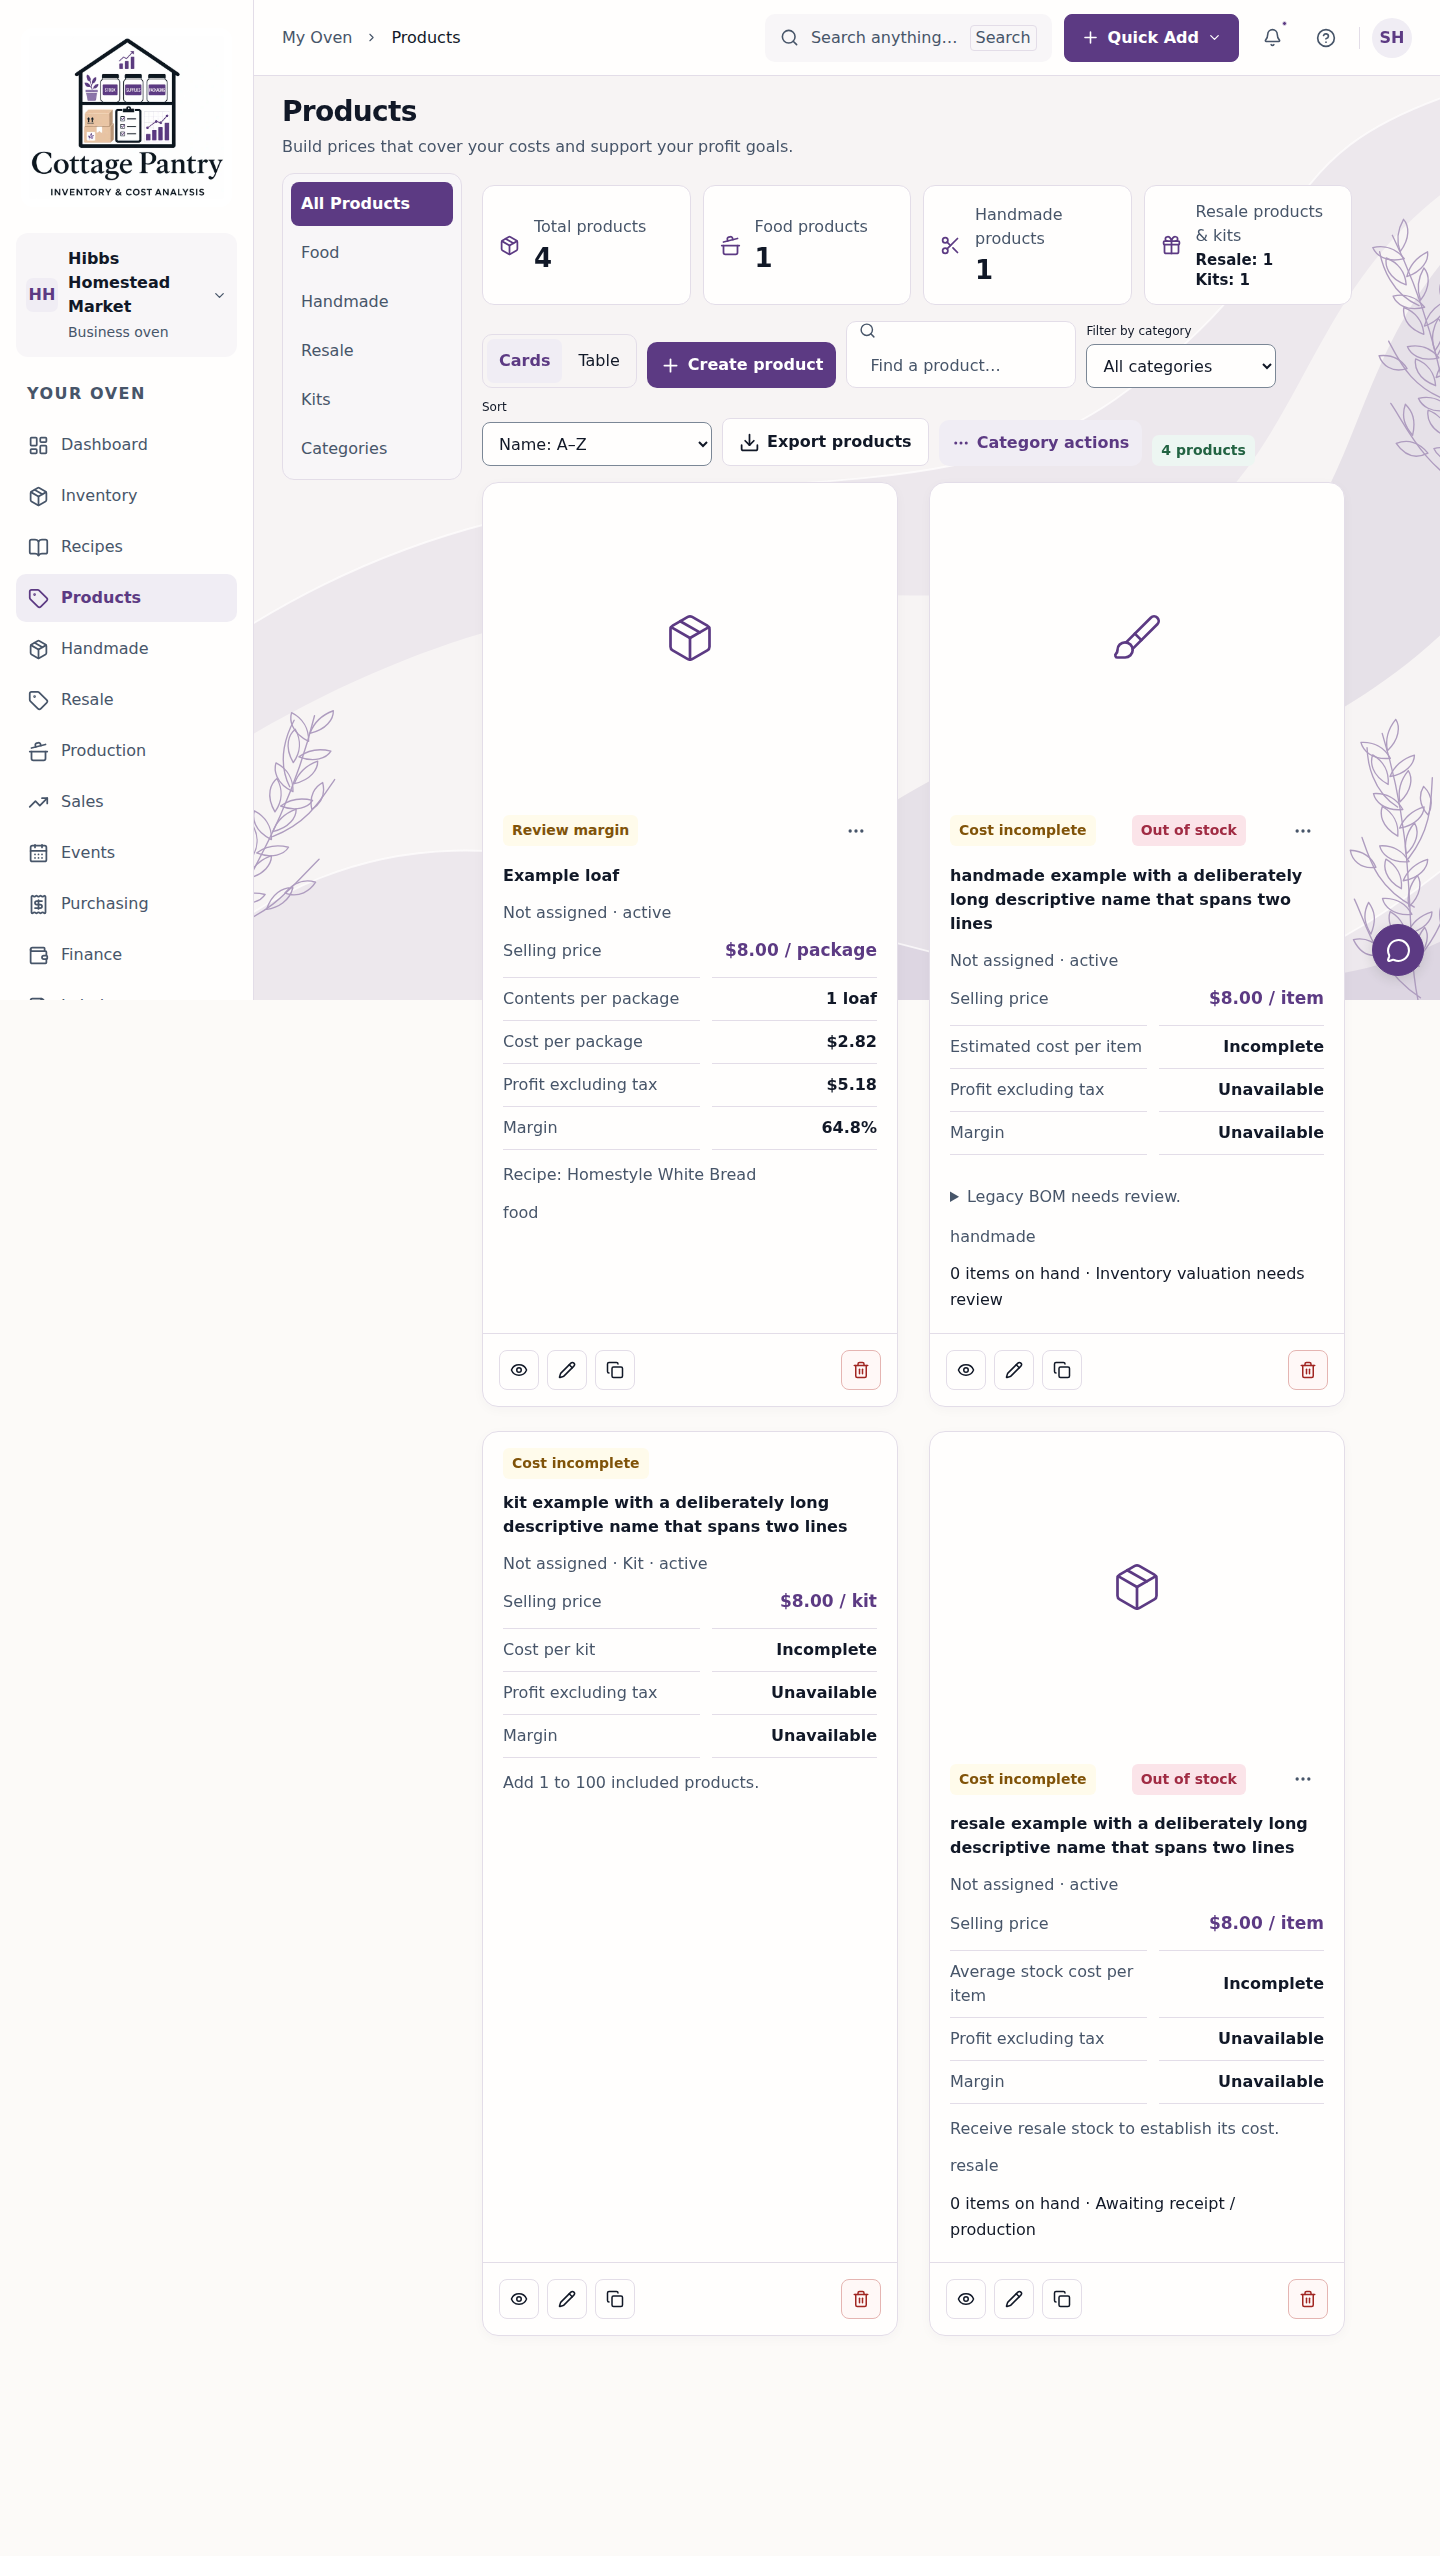 Cottage Pantry
INVENTORY & COST ANALYSIS
HH
Hibbs
Homestead
Market
Business oven
YOUR OVEN
Dashboard
Inventory
Recipes
Products
Handmade
Resale
Production
Sales
Events
Purchasing
Finance
My Oven > Products
Search anything... Search
+ Quick Add
SH
Products
Build prices that cover your costs and support your profit goals.
All Products
Food
Handmade
Resale
Kits
Categories
Total products
4
Food products
1
Handmade
products
1
Resale products
& kits
Resale: 1
Kits: 1
Cards Table
+ Create product
Find a product...
Filter by category
All categories
Sort
Name: A–Z
Export products
Category actions
4 products
Review margin
Example loaf
Not assigned · active
Selling price $8.00 / package
Contents per package 1 loaf
Cost per package $2.82
Profit excluding tax $5.18
Margin 64.8%
Recipe: Homestyle White Bread
food
Cost incomplete Out of stock
handmade example with a deliberately
long descriptive name that spans two
lines
Not assigned · active
Selling price $8.00 / item
Estimated cost per item Incomplete
Profit excluding tax Unavailable
Margin Unavailable
Legacy BOM needs review.
handmade
0 items on hand · Inventory valuation needs
review
Cost incomplete
kit example with a deliberately long
descriptive name that spans two lines
Not assigned · Kit · active
Selling price $8.00 / kit
Cost per kit Incomplete
Profit excluding tax Unavailable
Margin Unavailable
Add 1 to 100 included products.
Cost incomplete Out of stock
resale example with a deliberately long
descriptive name that spans two lines
Not assigned · active
Selling price $8.00 / item
Average stock cost per
item Incomplete
Profit excluding tax Unavailable
Margin Unavailable
Receive resale stock to establish its cost.
resale
0 items on hand · Awaiting receipt /
production